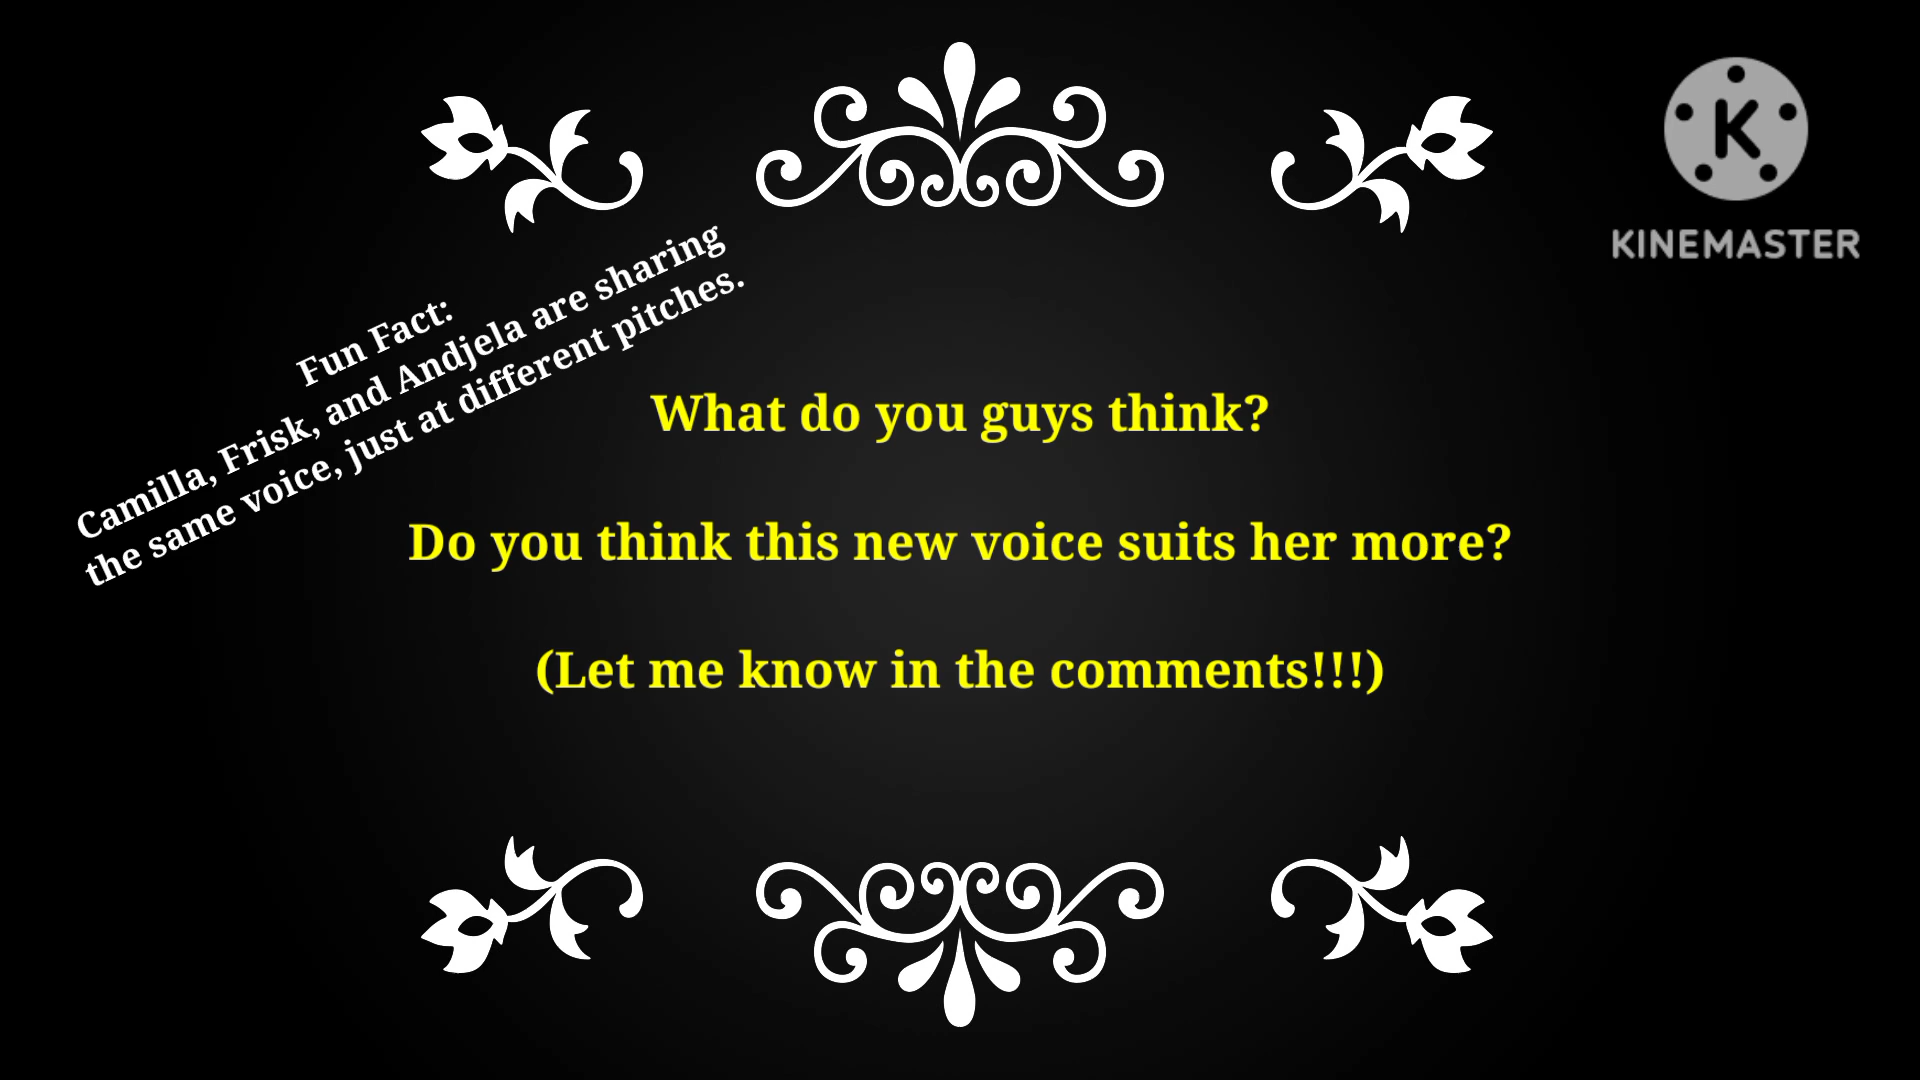 K
KINEMASTER
Fun Fact:
Camilla, Frisk, and Andjela are sharing
the same voice, just at different pitches.
What do you guys think?
Do you think this new voice suits her more?
(Let me know in the comments!!!)